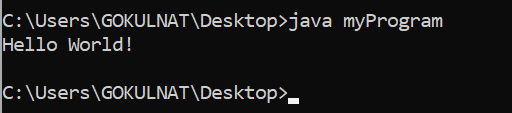 C:\Users\GOKULNAT\Desktop>java myProgram
Hello World!
C:\Users\GOKULNAT\Desktop>